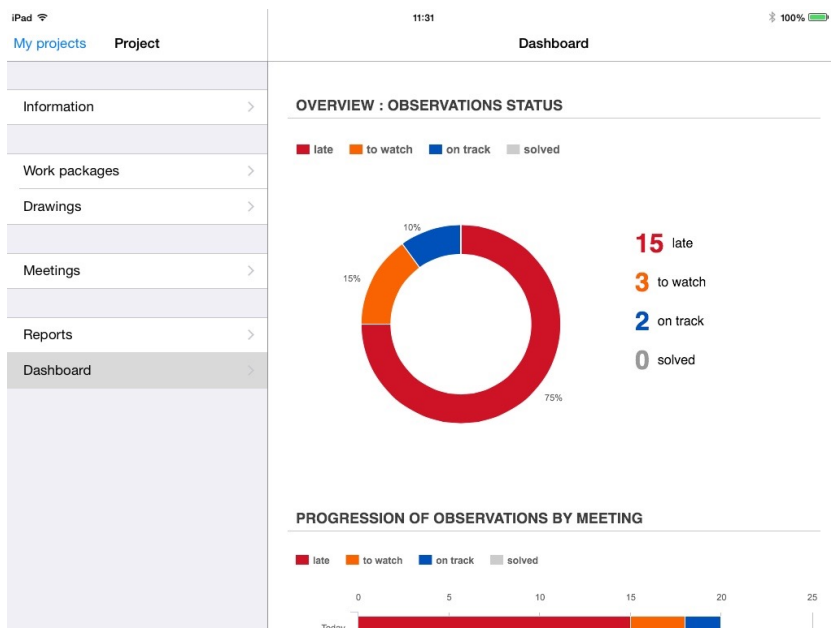 iPad 11:31 100%
My projects Project Dashboard
Information
Work packages
Drawings
Meetings
Reports
Dashboard
OVERVIEW : OBSERVATIONS STATUS
late to watch on track solved
10%
15%
75%
15 late
3 to watch
2 on track
0 solved
PROGRESSION OF OBSERVATIONS BY MEETING
late to watch on track solved
0 5 10 15 20 25
Today